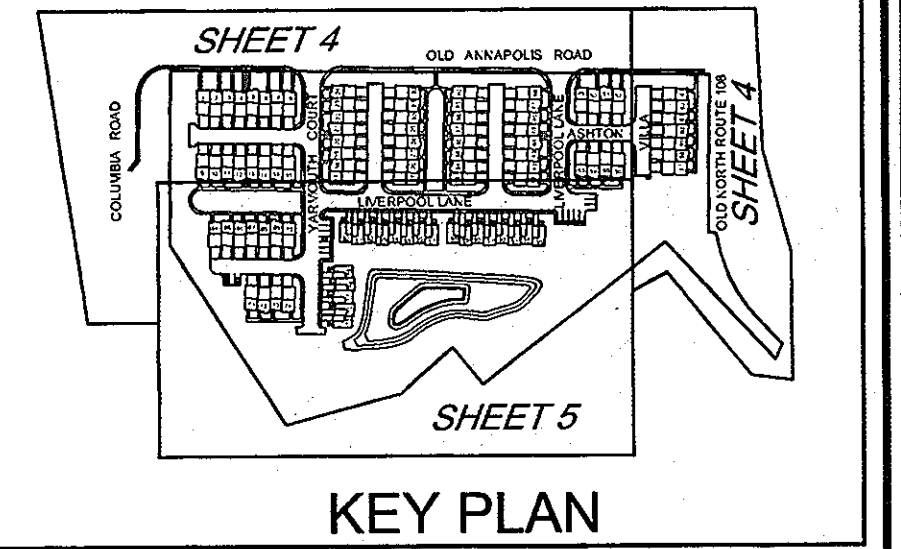 SHEET 4
OLD ANNAPOLIS ROAD
COLUMBIA ROAD
YARMOUTH COURT
LIVERPOOL LANE
ASHTON
VILLA
OLD NORTH ROUTE 108
SHEET 4
LIVERPOOL LANE
SHEET 5
KEY PLAN